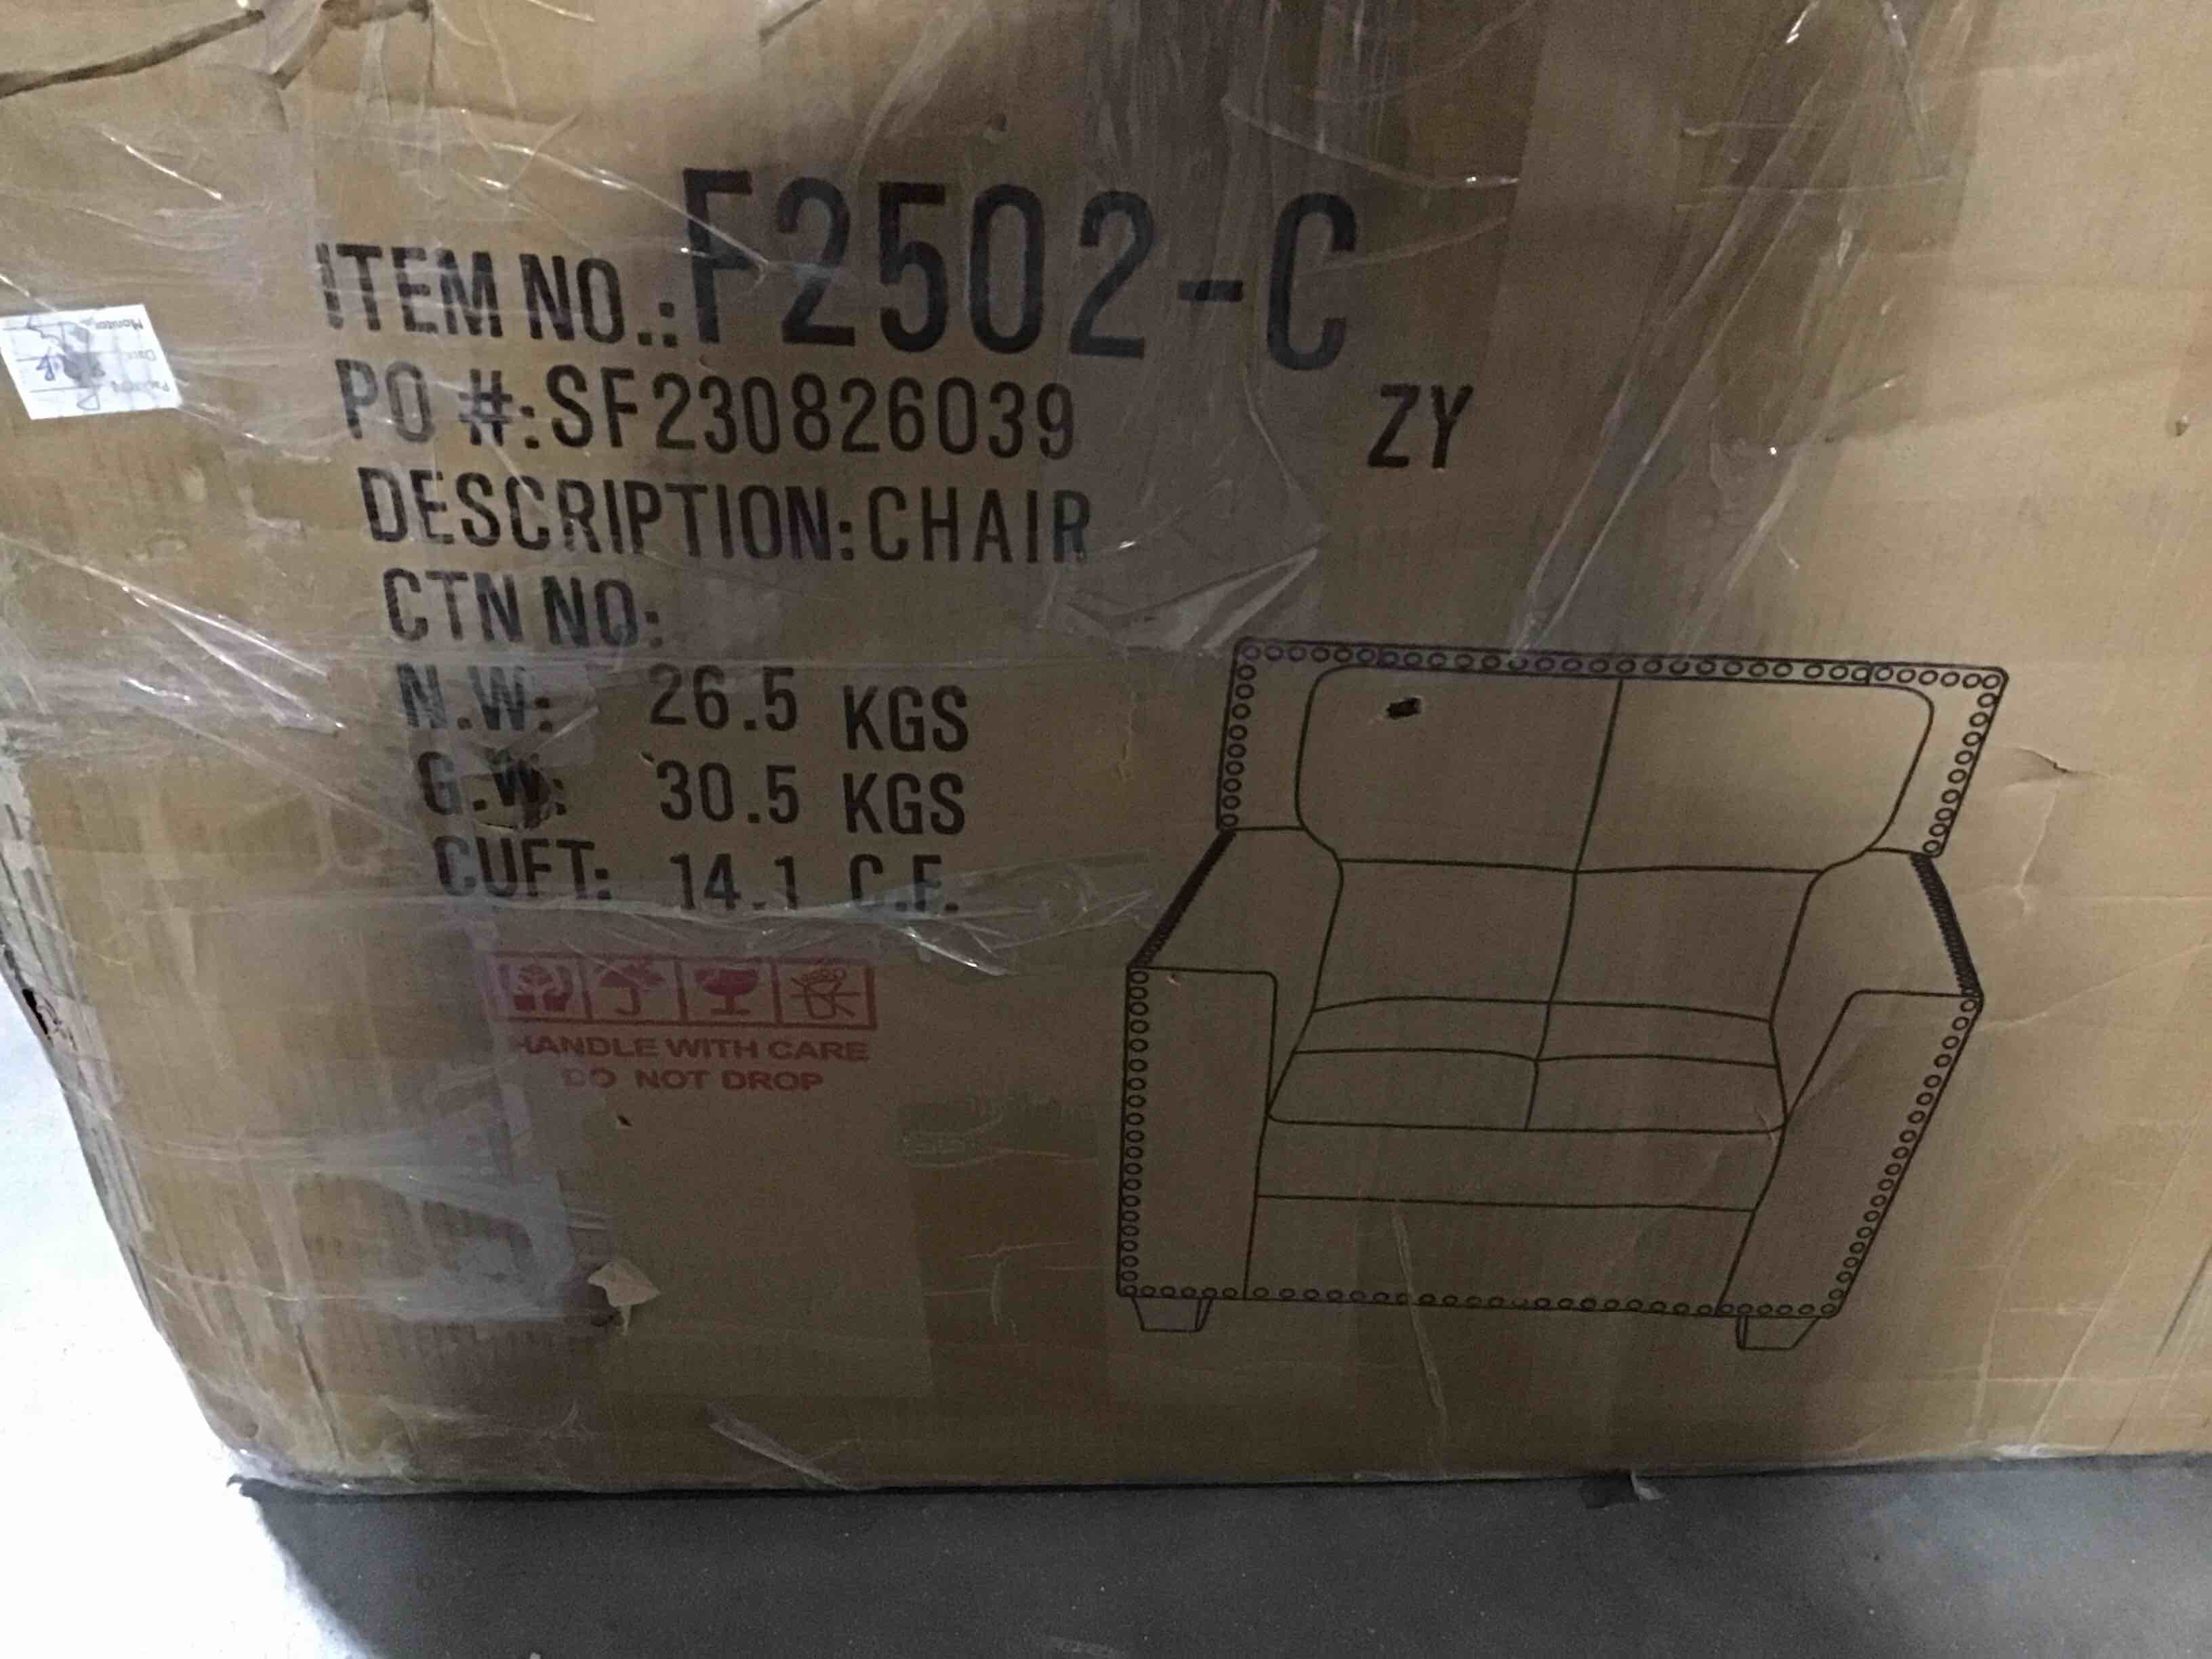 ITEM NO.: F2502-C
PO #: SF230826039
ZY
DESCRIPTION: CHAIR
CTN NO:
N.W: 26.5 KGS
G.W: 30.5 KGS
CUFT: 14.1 C.F.
HANDLE WITH CARE
DO NOT DROP